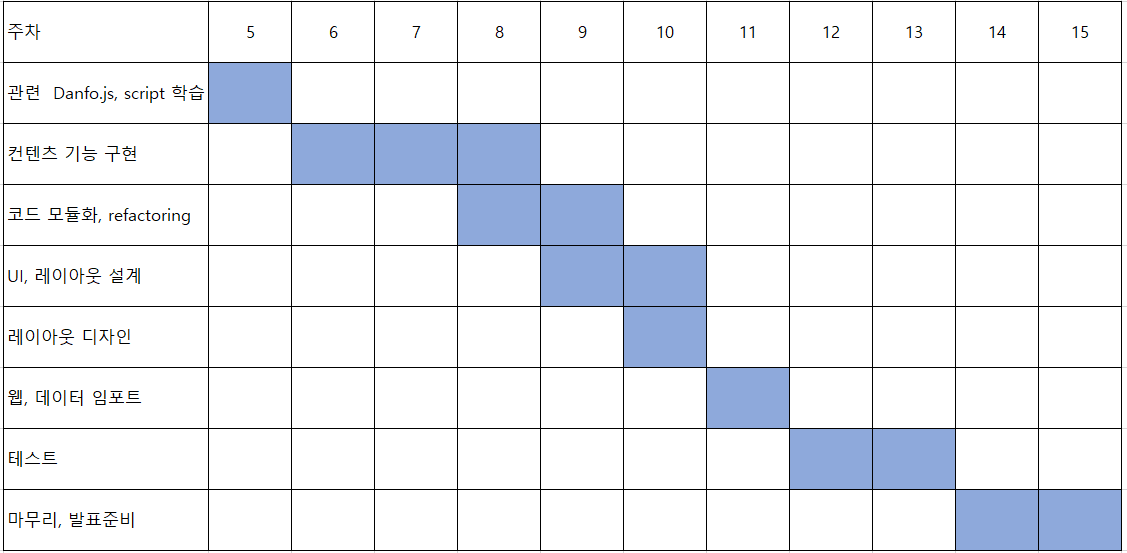 주차 5 6 7 8 9 10 11 12 13 14 15
관련 Danfo.js, script 학습
컨텐츠 기능 구현
코드 모듈화, refactoring
UI, 레이아웃 설계
레이아웃 디자인
웹, 데이터 임포트
테스트
마무리, 발표준비